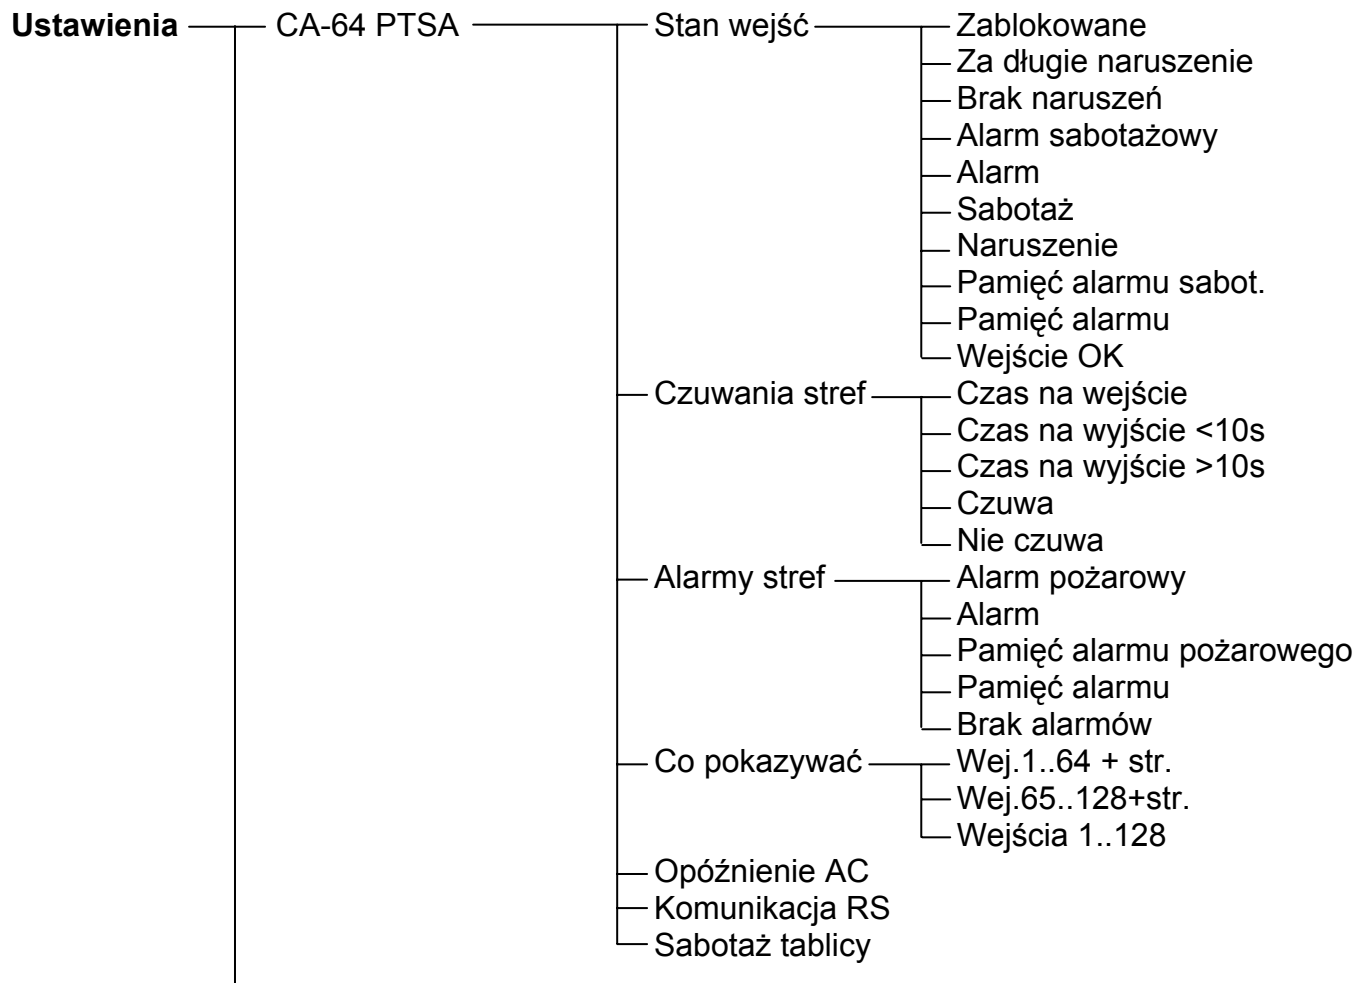 Ustawienia CA-64 PTSA Stan wejść Zablokowane
Za długie naruszenie
Brak naruszeń
Alarm sabotażowy
Alarm
Sabotaż
Naruszenie
Pamięć alarmu sabot.
Pamięć alarmu
Wejście OK
Czuwania stref Czas na wejście
Czas na wyjście <10s
Czas na wyjście >10s
Czuwa
Nie czuwa
Alarmy stref Alarm pożarowy
Alarm
Pamięć alarmu pożarowego
Pamięć alarmu
Brak alarmów
Co pokazywać Wej.1..64 + str.
Wej.65..128+str.
Wejścia 1..128
Opóźnienie AC
Komunikacja RS
Sabotaż tablicy